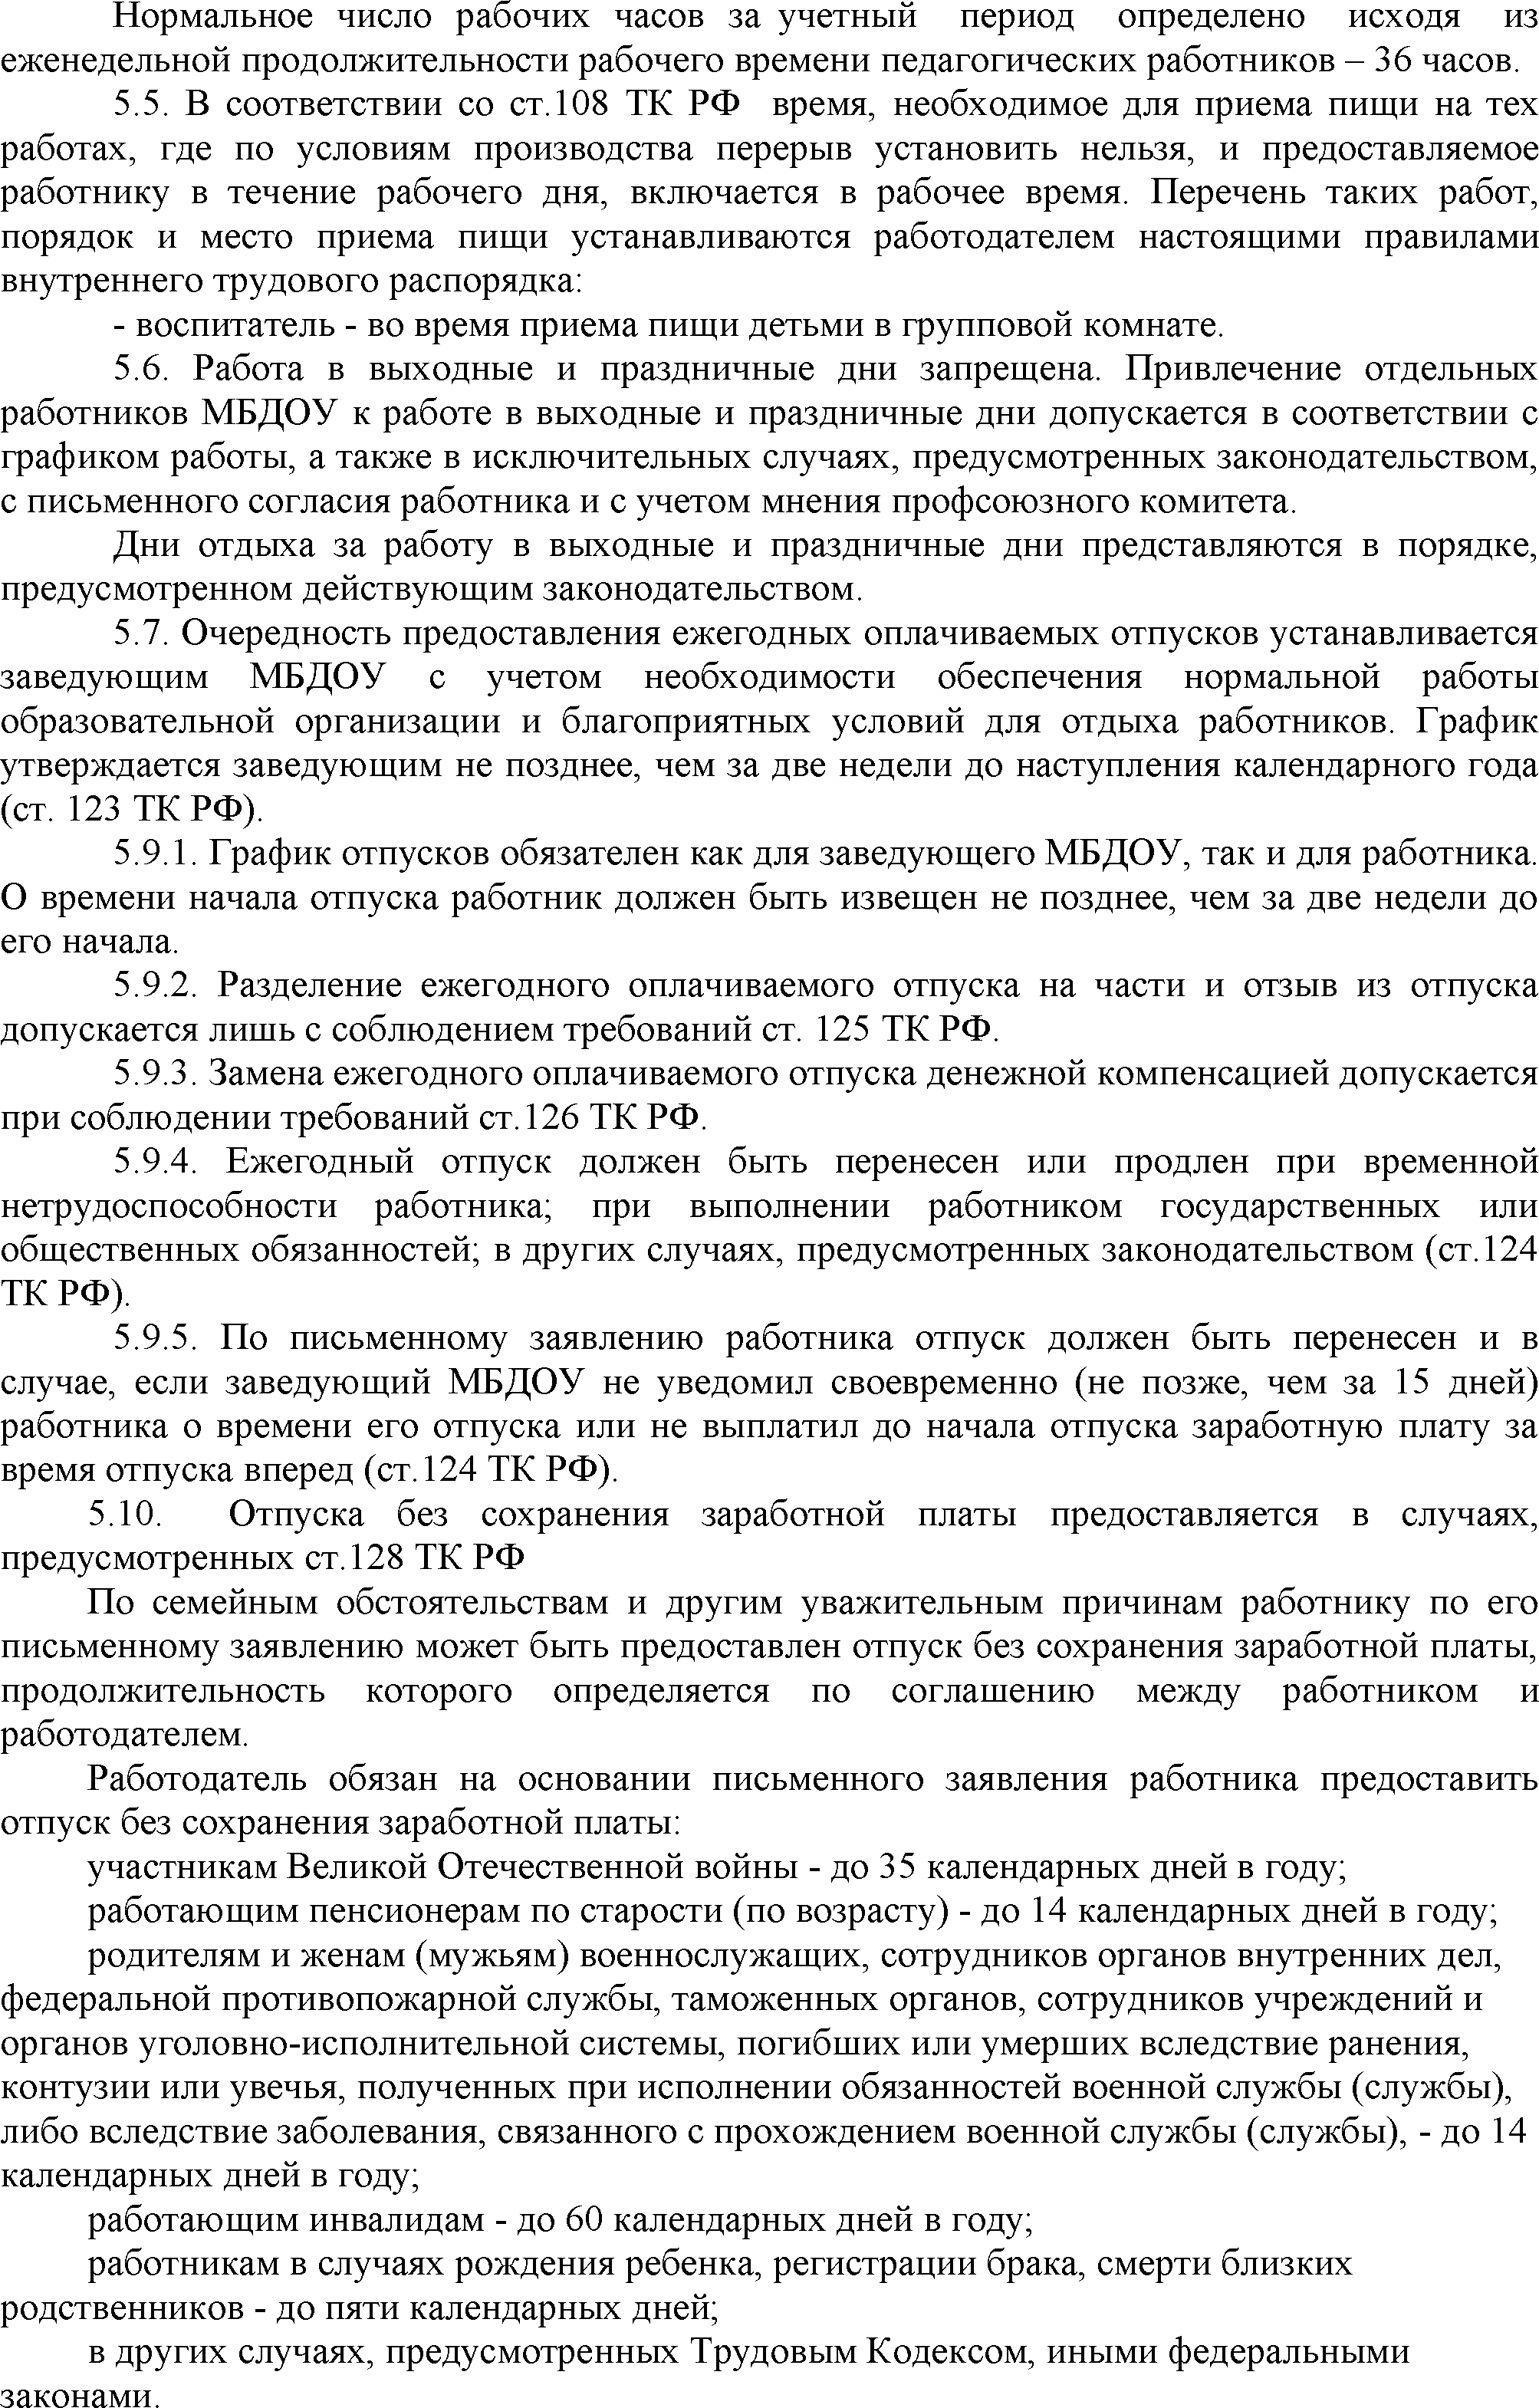 Нормальное число рабочих часов за учетный период определено исходя из
еженедельной продолжительности рабочего времени педагогических работников – 36 часов.
5.5. В соответствии со ст.108 ТК РФ время, необходимое для приема пищи на тех
работах, где по условиям производства перерыв установить нельзя, и предоставляемое
работнику в течение рабочего дня, включается в рабочее время. Перечень таких работ,
порядок и место приема пищи устанавливаются работодателем настоящими правилами
внутреннего трудового распорядка:
- воспитатель - во время приема пищи детьми в групповой комнате.
5.6. Работа в выходные и праздничные дни запрещена. Привлечение отдельных
работников МБДОУ к работе в выходные и праздничные дни допускается в соответствии с
графиком работы, а также в исключительных случаях, предусмотренных законодательством,
с письменного согласия работника и с учетом мнения профсоюзного комитета.
Дни отдыха за работу в выходные и праздничные дни представляются в порядке,
предусмотренном действующим законодательством.
5.7. Очередность предоставления ежегодных оплачиваемых отпусков устанавливается
заведующим МБДОУ с учетом необходимости обеспечения нормальной работы
образовательной организации и благоприятных условий для отдыха работников. График
утверждается заведующим не позднее, чем за две недели до наступления календарного года
(ст. 123 ТК РФ).
5.9.1. График отпусков обязателен как для заведующего МБДОУ, так и для работника.
О времени начала отпуска работник должен быть извещен не позднее, чем за две недели до
его начала.
5.9.2. Разделение ежегодного оплачиваемого отпуска на части и отзыв из отпуска
допускается лишь с соблюдением требований ст. 125 ТК РФ.
5.9.3. Замена ежегодного оплачиваемого отпуска денежной компенсацией допускается
при соблюдении требований ст.126 ТК РФ.
5.9.4. Ежегодный отпуск должен быть перенесен или продлен при временной
нетрудоспособности работника; при выполнении работником государственных или
общественных обязанностей; в других случаях, предусмотренных законодательством (ст.124
ТК РФ).
5.9.5. По письменному заявлению работника отпуск должен быть перенесен и в
случае, если заведующий МБДОУ не уведомил своевременно (не позже, чем за 15 дней)
работника о времени его отпуска или не выплатил до начала отпуска заработную плату за
время отпуска вперед (ст.124 ТК РФ).
5.10. Отпуска без сохранения заработной платы предоставляется в случаях,
предусмотренных ст.128 ТК РФ
По семейным обстоятельствам и другим уважительным причинам работнику по его
письменному заявлению может быть предоставлен отпуск без сохранения заработной платы,
продолжительность которого определяется по соглашению между работником и
работодателем.
Работодатель обязан на основании письменного заявления работника предоставить
отпуск без сохранения заработной платы:
участникам Великой Отечественной войны - до 35 календарных дней в году;
работающим пенсионерам по старости (по возрасту) - до 14 календарных дней в году;
родителям и женам (мужьям) военнослужащих, сотрудников органов внутренних дел,
федеральной противопожарной службы, таможенных органов, сотрудников учреждений и
органов уголовно-исполнительной системы, погибших или умерших вследствие ранения,
контузии или увечья, полученных при исполнении обязанностей военной службы (службы),
либо вследствие заболевания, связанного с прохождением военной службы (службы), - до 14
календарных дней в году;
работающим инвалидам - до 60 календарных дней в году;
работникам в случаях рождения ребенка, регистрации брака, смерти близких
родственников - до пяти календарных дней;
в других случаях, предусмотренных Трудовым Кодексом, иными федеральными
законами.